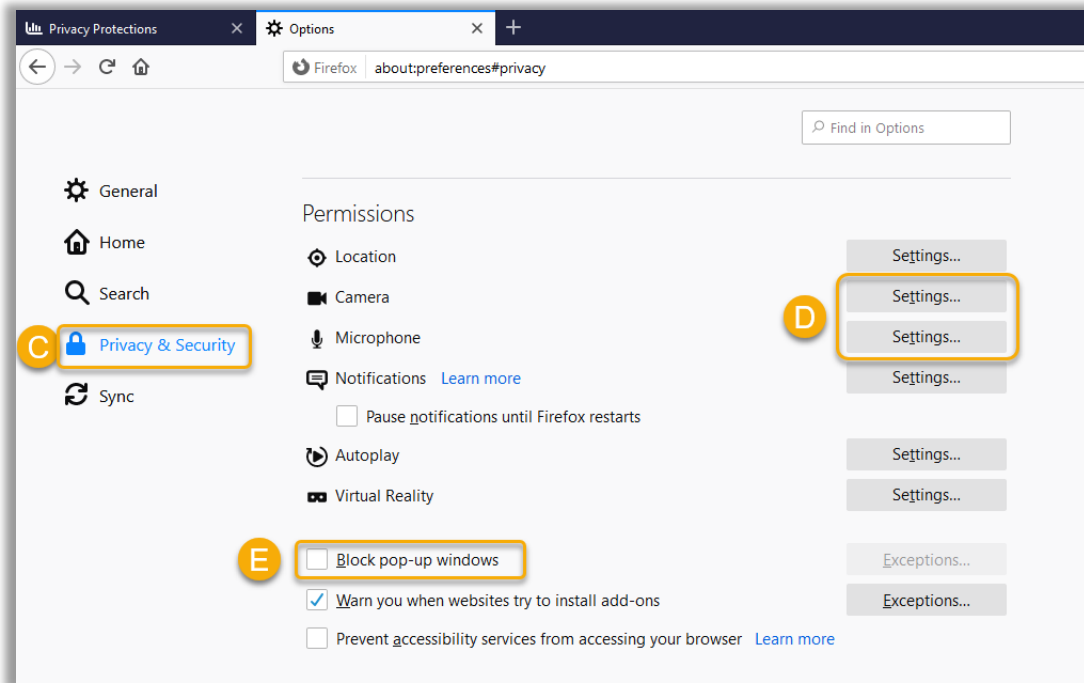 Privacy Protections
Options
Firefox about:preferences#privacy
Find in Options
General
Home
Search
C Privacy & Security
Sync
Permissions
Location Settings...
Camera Settings...
D
Microphone Settings...
Notifications Learn more Settings...
Pause notifications until Firefox restarts
Autoplay Settings...
Virtual Reality Settings...
E Block pop-up windows Exceptions...
Warn you when websites try to install add-ons Exceptions...
Prevent accessibility services from accessing your browser Learn more